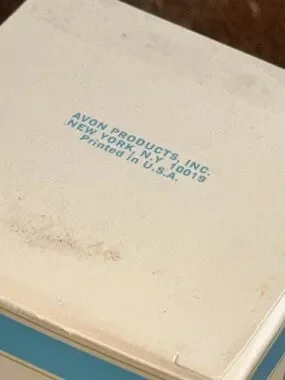 AVON PRODUCTS, INC.
NEW YORK, N.Y. 10019
Printed in U.S.A.